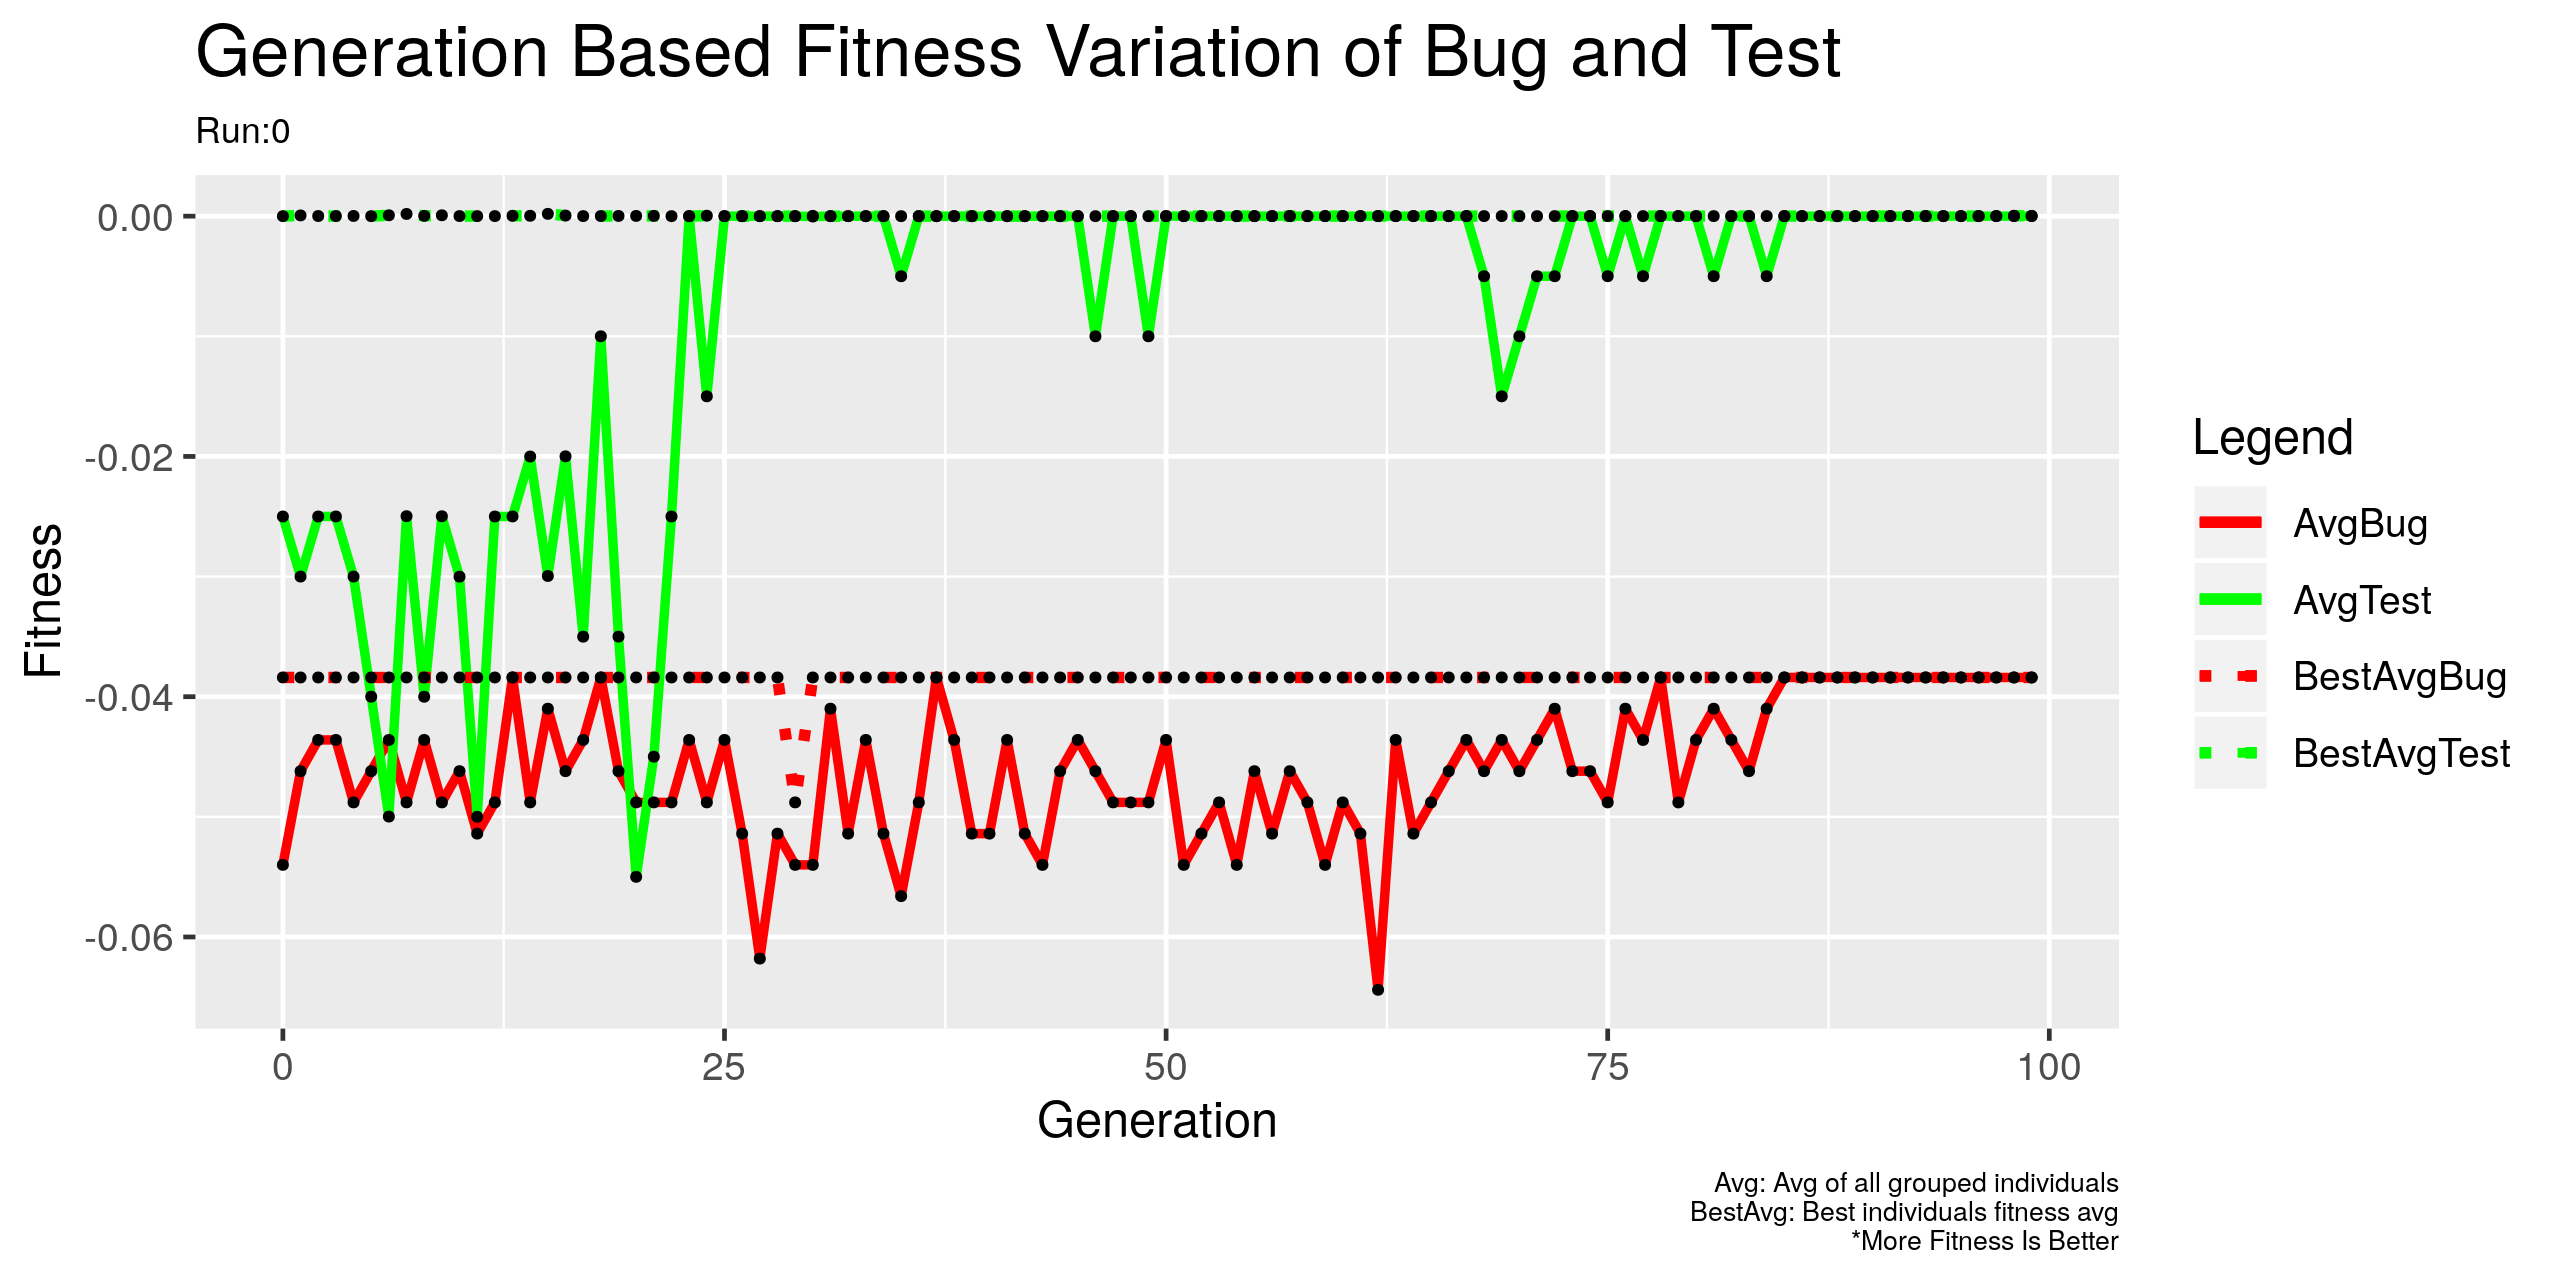 Generation Based Fitness Variation of Bug and Test
Run:0
0.00
-0.02
-0.04
-0.06
Fitness
0 25 50 75 100
Generation
Legend
AvgBug
AvgTest
BestAvgBug
BestAvgTest
Avg: Avg of all grouped individuals
BestAvg: Best individuals fitness avg
*More Fitness Is Better